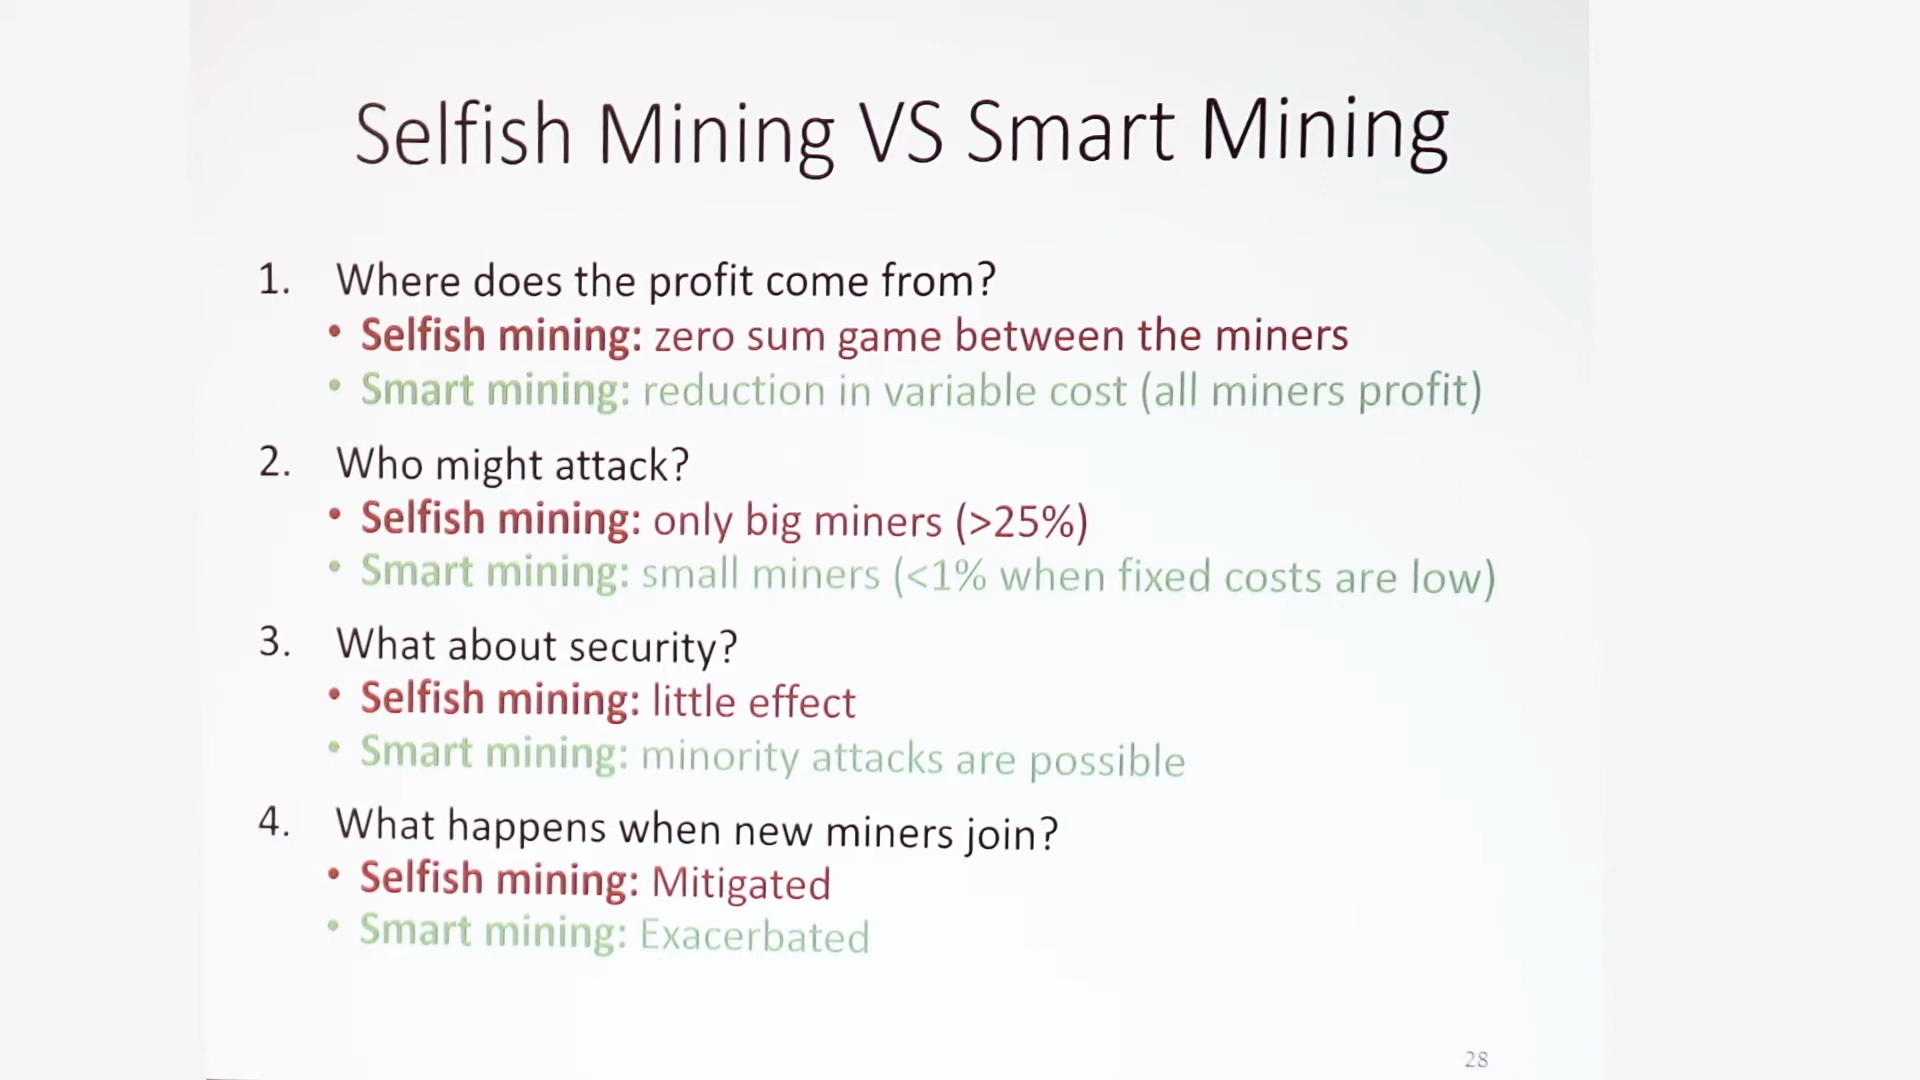 Selfish Mining VS Smart Mining
1. Where does the profit come from?
• Selfish mining: zero sum game between the miners
• Smart mining: reduction in variable cost (all miners profit)
2. Who might attack?
• Selfish mining: only big miners (>25%)
• Smart mining: small miners (<1% when fixed costs are low)
3. What about security?
• Selfish mining: little effect
• Smart mining: minority attacks are possible
4. What happens when new miners join?
• Selfish mining: Mitigated
• Smart mining: Exacerbated
28